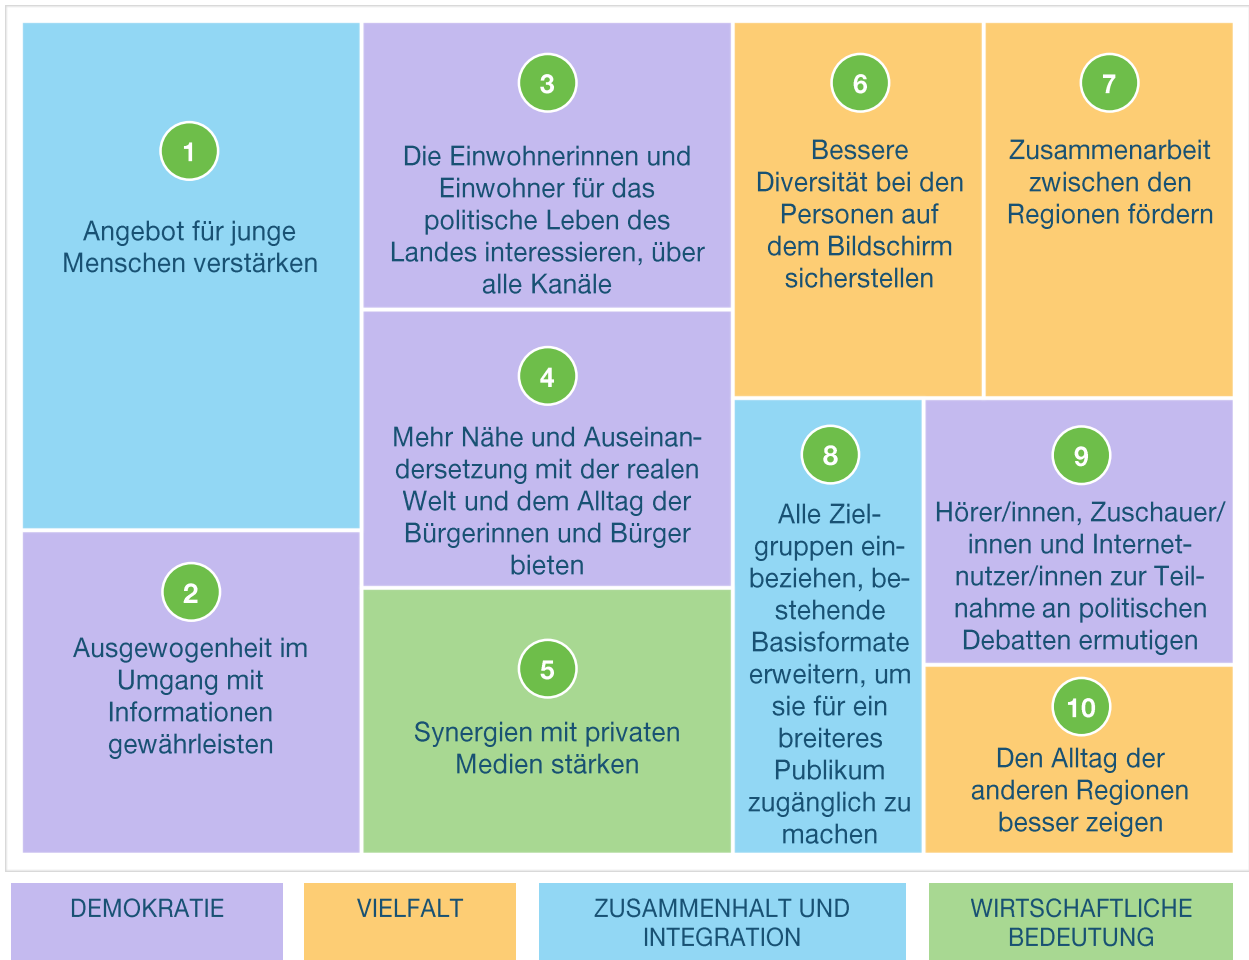 1
Angebot für junge
Menschen verstärken
2
Ausgewogenheit im
Umgang mit
Informationen
gewährleisten
3
Die Einwohnerinnen und
Einwohner für das
politische Leben des
Landes interessieren, über
alle Kanäle
4
Mehr Nähe und Auseinan-
dersetzung mit der realen
Welt und dem Alltag der
Bürgerinnen und Bürger
bieten
5
Synergien mit privaten
Medien stärken
6
Bessere
Diversität bei den
Personen auf
dem Bildschirm
sicherstellen
7
Zusammenarbeit
zwischen den
Regionen fördern
8
Alle Ziel-
gruppen ein-
beziehen, be-
stehende
Basisformate
erweitern, um
sie für ein
breiteres
Publikum
zugänglich zu
machen
9
Hörer/innen, Zuschauer/
innen und Internet-
nutzer/innen zur Teil-
nahme an politischen
Debatten ermutigen
10
Den Alltag der
anderen Regionen
besser zeigen
DEMOKRATIE
VIELFALT
ZUSAMMENHALT UND
INTEGRATION
WIRTSCHAFTLICHE
BEDEUTUNG